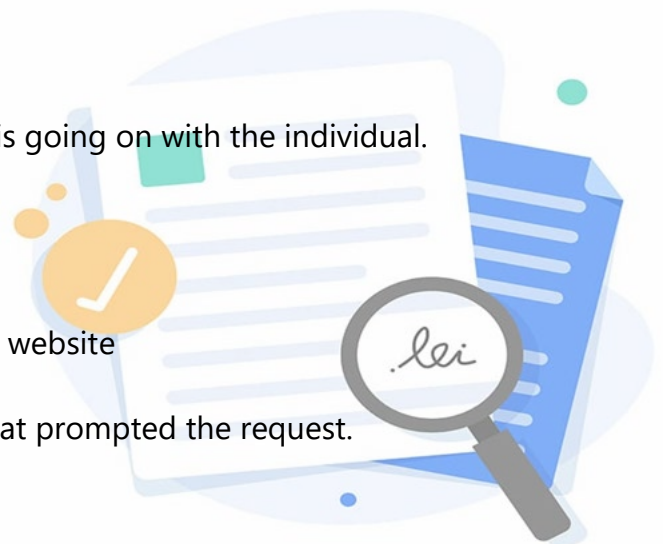 is going on with the individual.
website
.lei
at prompted the request.